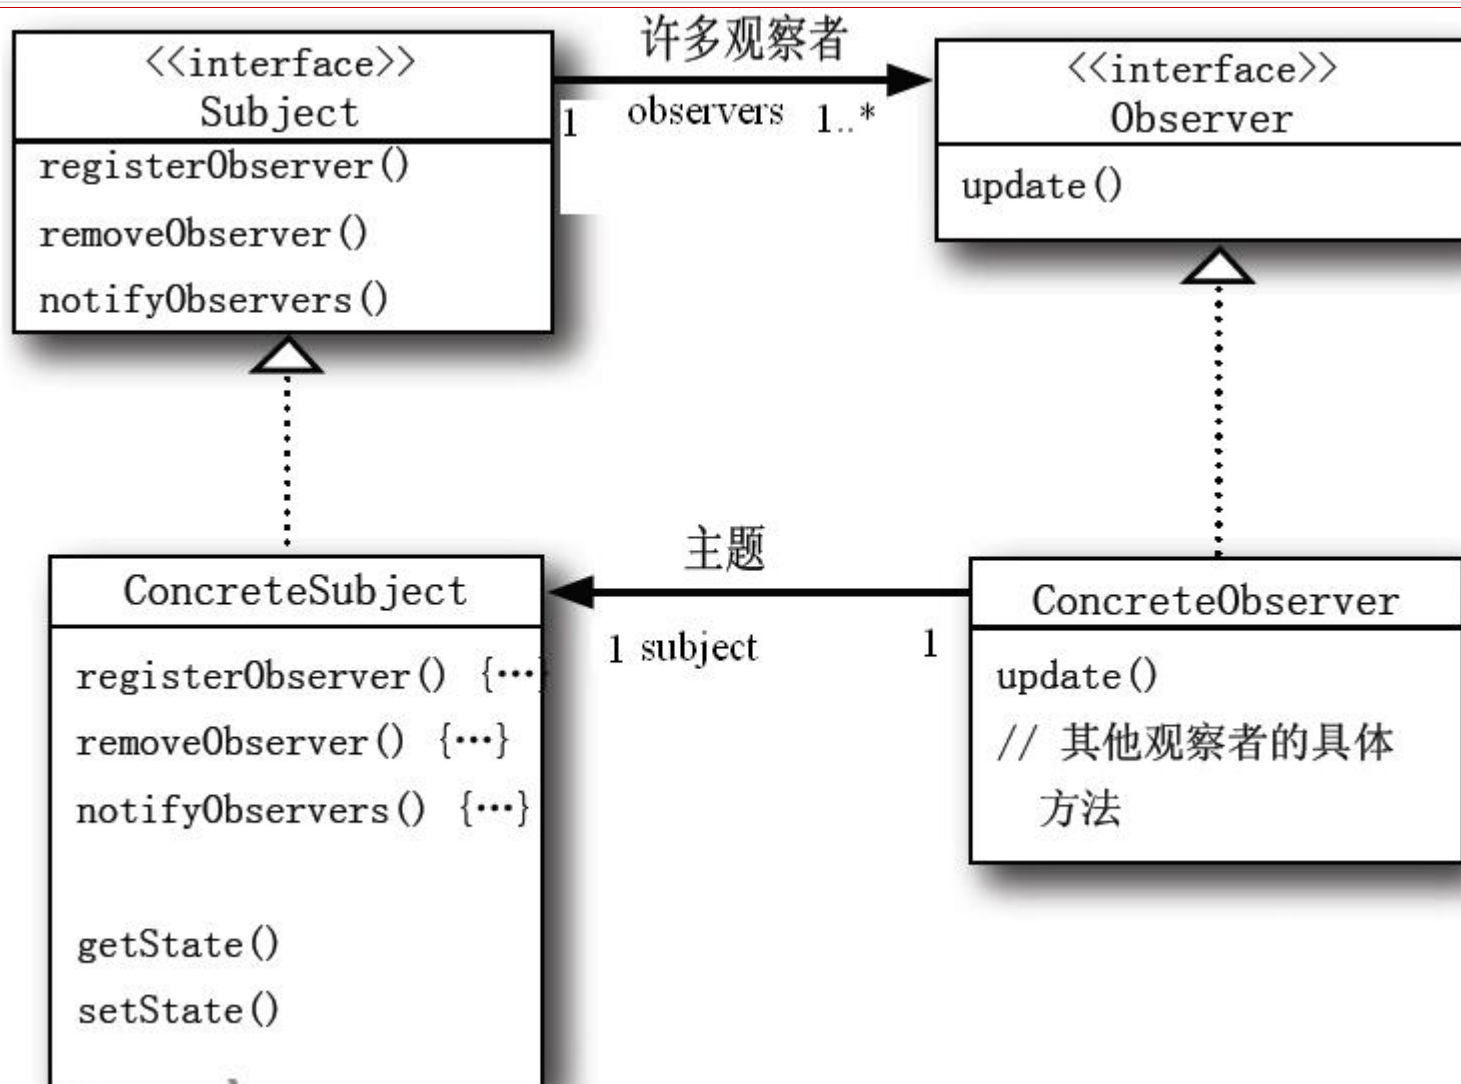 <<interface>>
Subject
registerObserver()
removeObserver()
notifyObservers()
许多观察者
observers
1
1..*
<<interface>>
Observer
update()
主题
1 subject
1
ConcreteSubject
registerObserver() {…}
removeObserver() {…}
notifyObservers() {…}
getState()
setState()
ConcreteObserver
update()
// 其他观察者的具体
方法